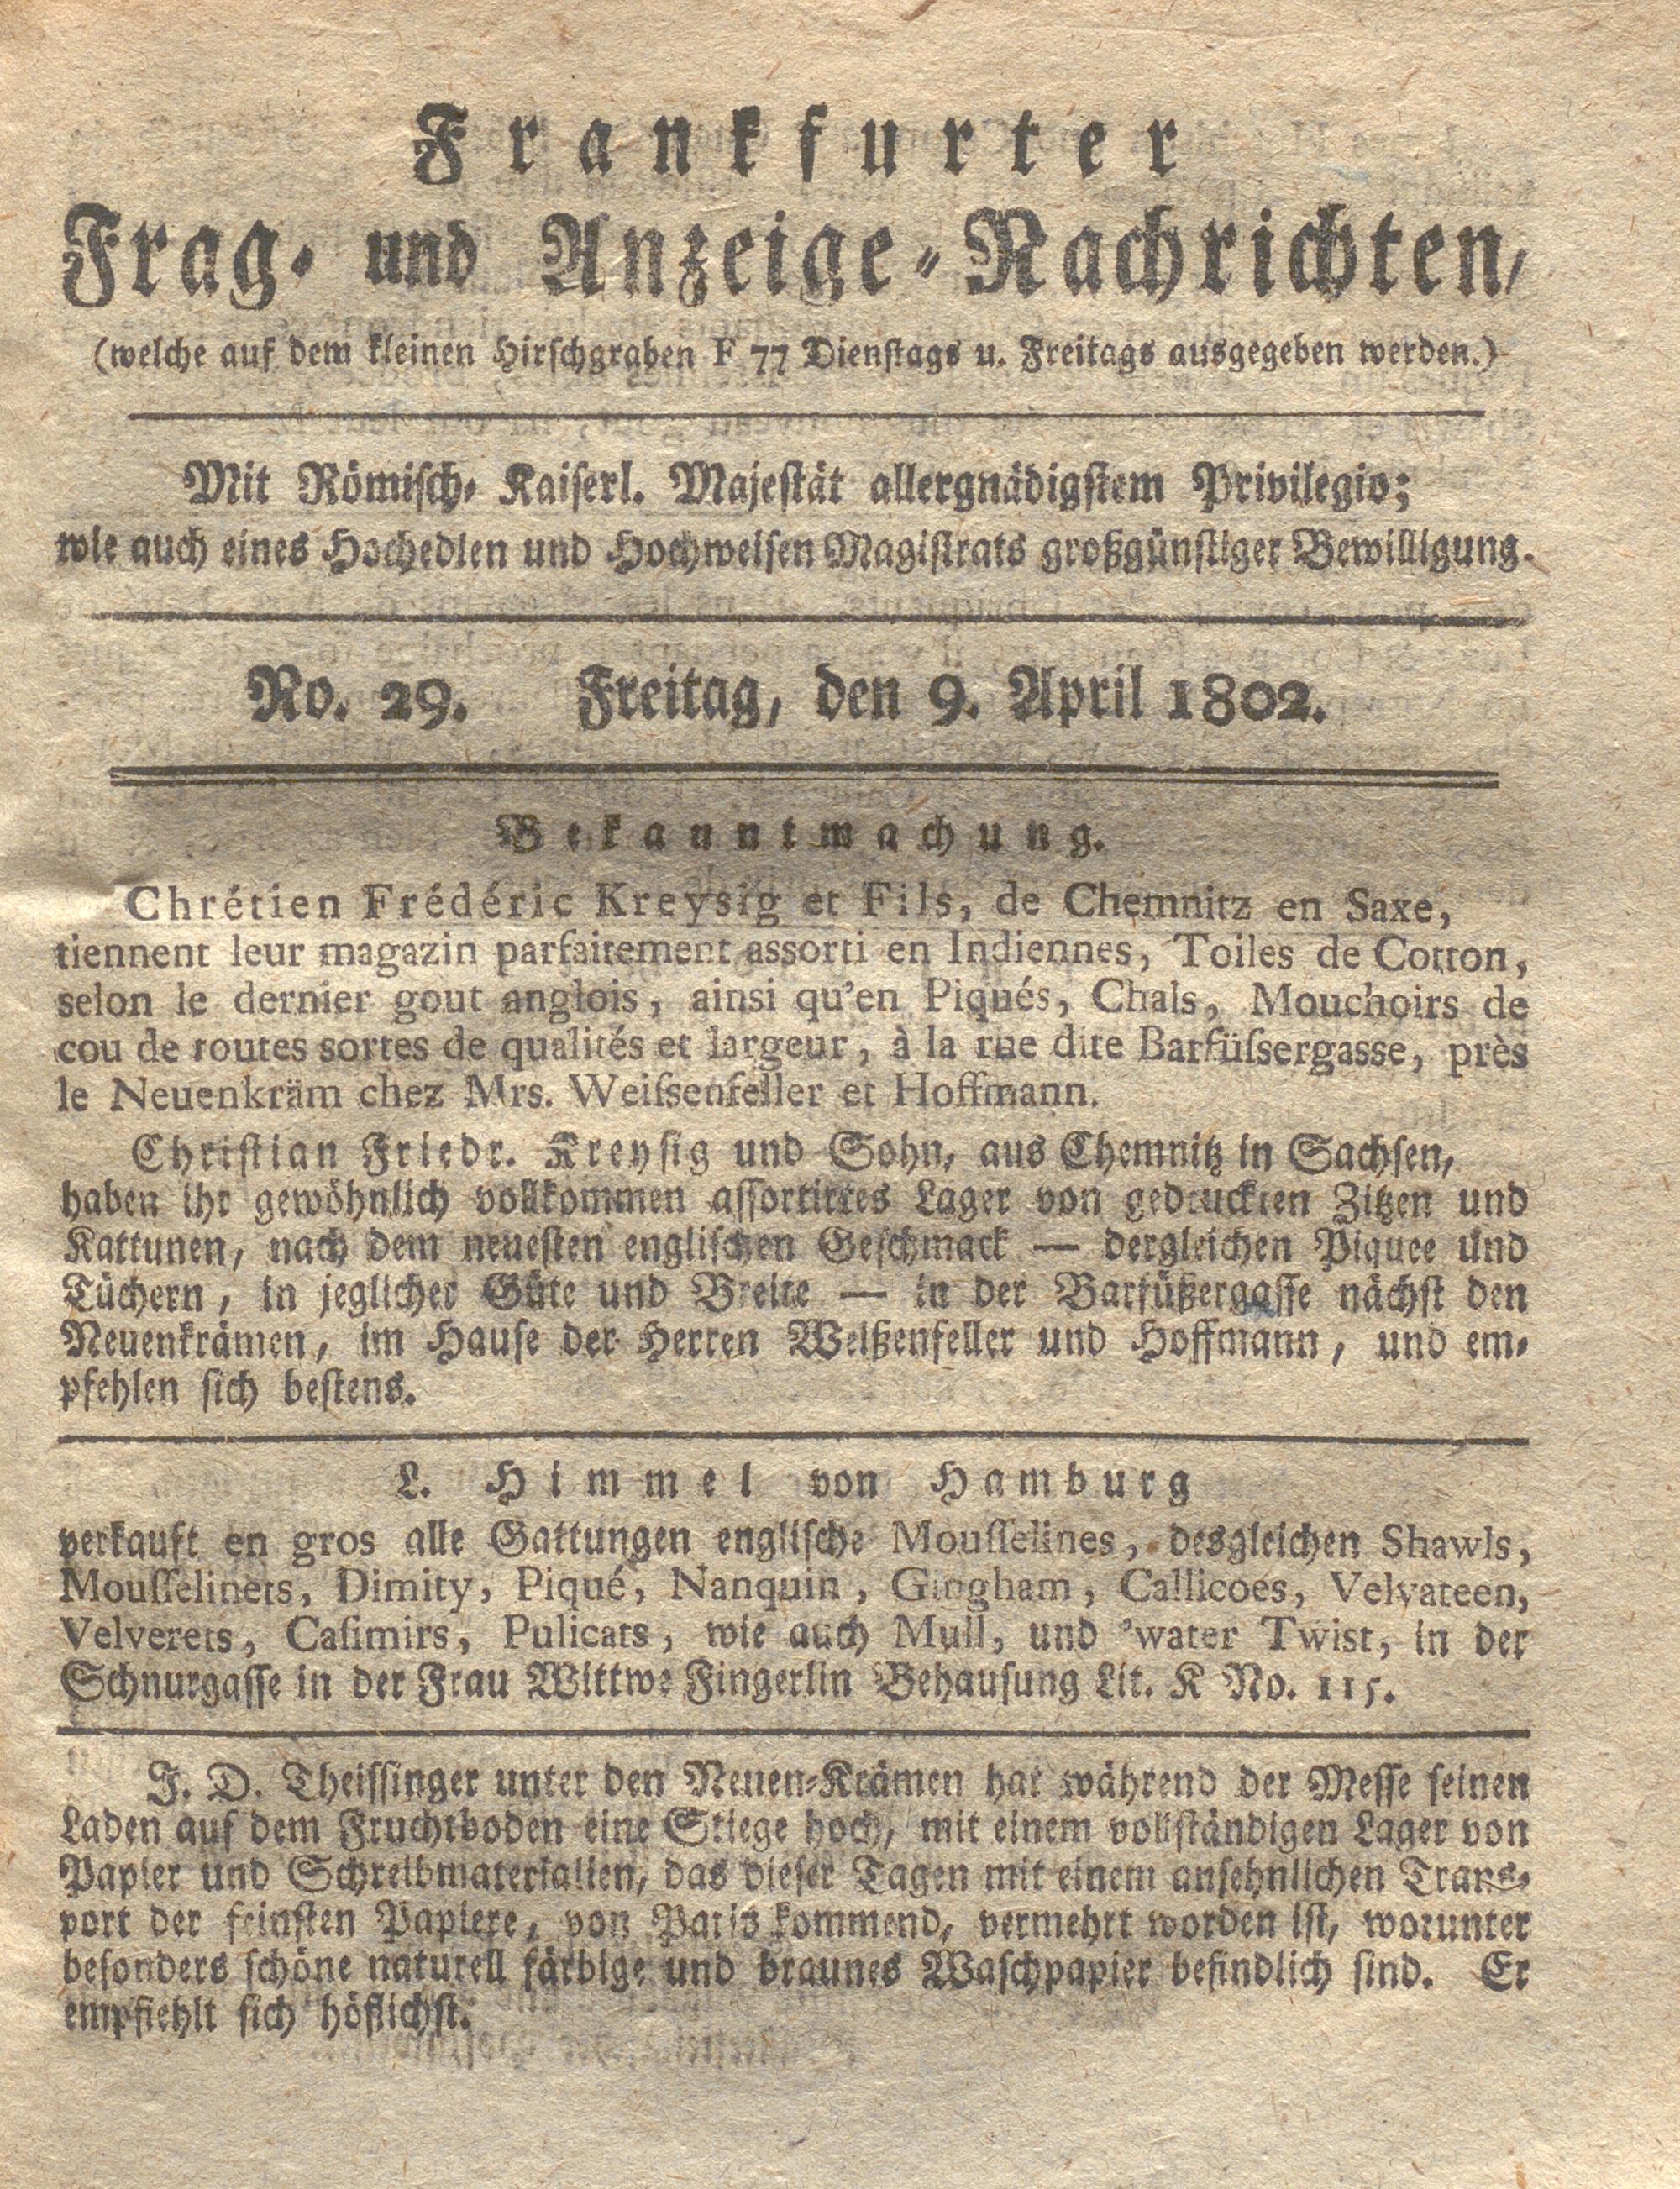 Frankfurter
Frag- und Anzeige-Nachrichten,
(welche auf dem kleinen Hirschgraben F 77 Dienstags u. Freitags ausgegeben werden.)
Mit Römisch- Kaiserl. Majestät allergnädigstem Privilegio;
wie auch eines Hochedlen und Hochweisen Magistrats großgünstiger Bewilligung.
No. 29. Freitag, den 9. April 1802.
Bekanntmachung.
Chrétien Frédéric Kreysig et Fils, de Chemnitz en Saxe,
tiennent leur magazin parfaitement assorti en Indiennes, Toiles de Cotton,
selon le dernier gout anglois, ainsi qu'en Piqués, Chals, Mouchoirs de
cou de toutes sortes de qualités et largeur, à la rue dite Barfüſsergasse, près
le Neuenkräm chez Mrs. Weiſsenfeller et Hoffmann.
Christian Friedr. Kreysig und Sohn, aus Chemnitz in Sachsen,
haben ihr gewöhnlich vollkommen assortirtes Lager von gedruckten Zitzen und
Kattunen, nach dem neuesten englischen Geschmack — dergleichen Piquee und
Tüchern, in jeglicher Güte und Breite — in der Barfüßergasse nächst den
Neuenkrämen, im Hause der Herren Weißenfeller und Hoffmann, und em-
pfehlen sich bestens.
L. Himmel von Hamburg
verkauft en gros alle Gattungen englische Mouſſelines, desgleichen Shawls,
Mouſſelinets, Dimity, Piqué, Nanquin, Gingham, Callicoes, Velvateen,
Velverets, Caſimirs, Pulicats, wie auch Mull, und 'water Twist, in der
Schnurgasse in der Frau Wittwe Fingerlin Behausung Lit. K No. 115.
J. D. Theissinger unter den Neuen-Krämen hat während der Messe seinen
Laden auf dem Fruchtboden eine Stiege hoch, mit einem vollständigen Lager von
Papier und Schreibmaterialien, das dieser Tagen mit einem ansehnlichen Trans-
port der feinsten Papiere, von Paris kommend, vermehrt worden ist, worunter
besonders schöne naturell färbige und braunes Waschpapier befindlich sind. Er
empfiehlt sich höflichst.